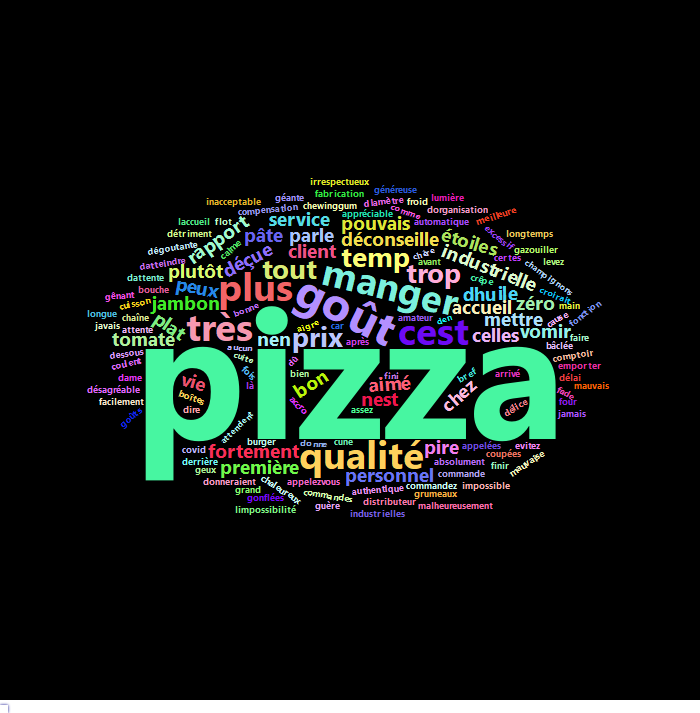 irrespectueux
fabrication généreuse
inacceptable géante diamètre froid lumière
compensation chewinggum comme dorganisation
laccueil flot service appréciable automatique meilleure
détriment rapport pâte parle pouvais étoiles excessif longtemps
dégoutante calme client déconseille chère certes gazouiller
datteindre déçue temp avant industrielle champignons levez
dattente plutôt tout manger trop crêpe
gênant bouche peux plus goût dhuile croirait
cuisson jambon bonne accueil zéro main fonction
longue chaîne plat très aigre car amateur den mettre cause
javais attente nen prix après cest celles vomir faire
tomate aucun bâclée
dessous cuite comptoir
coulent fois dû bien bref emporter
dame vie là bon aimé fini chez arrivé délai
désagréable boîtes accro nest fade mauvais
facilement dire assez délice four
goûts pizza jamais
attendent
burger donne cune
covid fortement qualité pire appelées evitez
derrière coupées
geux première personnel absolument finir mauvaise
donneraient chaleureux appelezvous commande
grand authentique commandez impossible
gonflées commandes grumeaux
limpossibilité guère distributeur malheureusement
industrielles